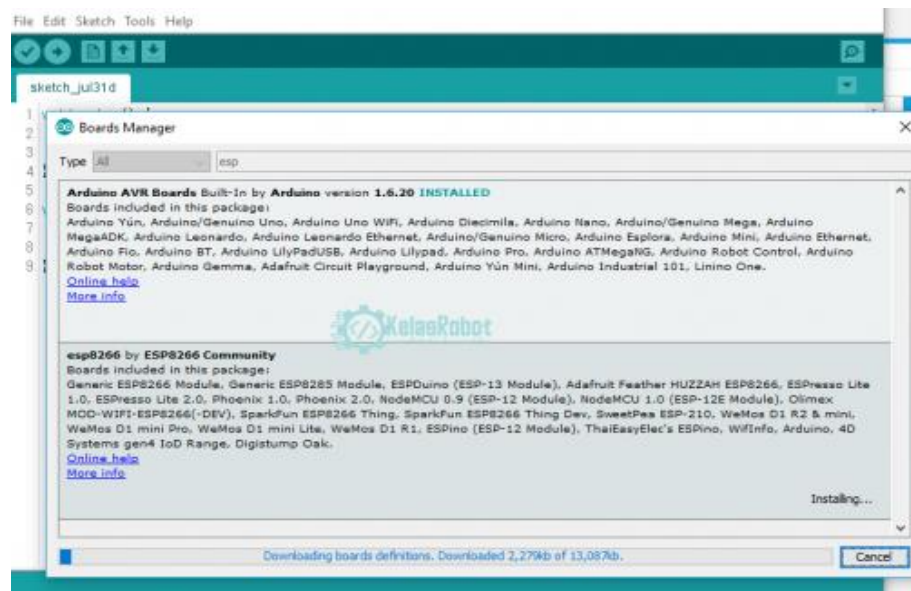 File Edit Sketch Tools Help
sketch_jul31d
1
2
3
4
5
6
7
8
9
Boards Manager
Type All esp
Arduino AVR Boards Built-In by Arduino version 1.6.20 INSTALLED
Boards included in this package:
Arduino Yún, Arduino/Genuino Uno, Arduino Uno WiFi, Arduino Diecimila, Arduino Nano, Arduino/Genuino Mega, Arduino
MegaADK, Arduino Leonardo, Arduino Leonardo Ethernet, Arduino/Genuino Micro, Arduino Esplora, Arduino Mini, Arduino Ethernet,
Arduino Fio, Arduino BT, Arduino LilyPadUSB, Arduino Lilypad, Arduino Pro, Arduino ATMegaNG, Arduino Robot Control, Arduino
Robot Motor, Arduino Gemma, Adafruit Circuit Playground, Arduino Yún Mini, Arduino Industrial 101, Linino One.
Online help
More info
KelasRobot
esp8266 by ESP8266 Community
Boards included in this package:
Generic ESP8266 Module, Generic ESP8285 Module, ESPDuino (ESP-13 Module), Adafruit Feather HUZZAH ESP8266, ESPresso Lite
1.0, ESPresso Lite 2.0, Phoenix 1.0, Phoenix 2.0, NodeMCU 0.9 (ESP-12 Module), NodeMCU 1.0 (ESP-12E Module), Olimex
MOD-WIFI-ESP8266(-DEV), SparkFun ESP8266 Thing, SparkFun ESP8266 Thing Dev, SweetPea ESP-210, WeMos D1 R2 & mini,
WeMos D1 mini Pro, WeMos D1 mini Lite, WeMos D1 R1, ESPino (ESP-12 Module), ThaiEasyElec's ESPino, WifInfo, Arduino, 4D
Systems gen4 IoD Range, Digistump Oak.
Online help
More info
Installing...
Downloading boards definitions. Downloaded 2,279kb of 13,087kb.
Cancel